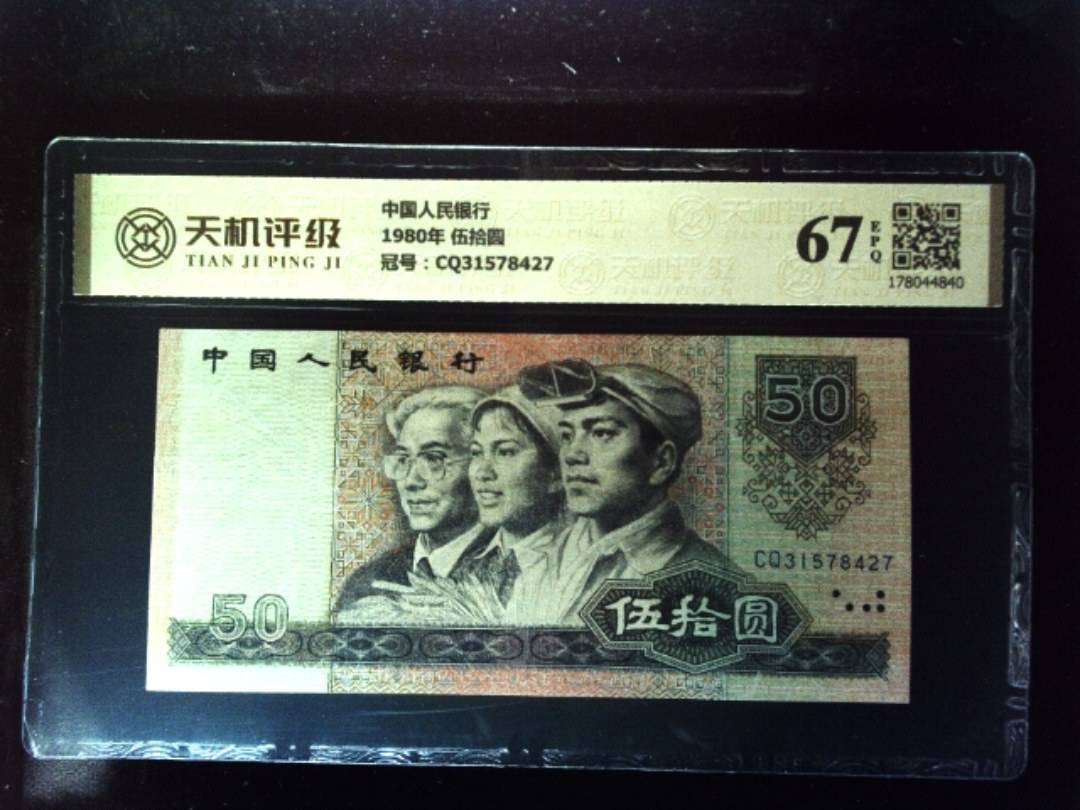 天机评级
TIAN JI PING JI
中国人民银行
1980年 伍拾圆
冠号：CQ31578427
67
EPQ
178044840
中国人民银行
50
CQ31578427
50
伍拾圆